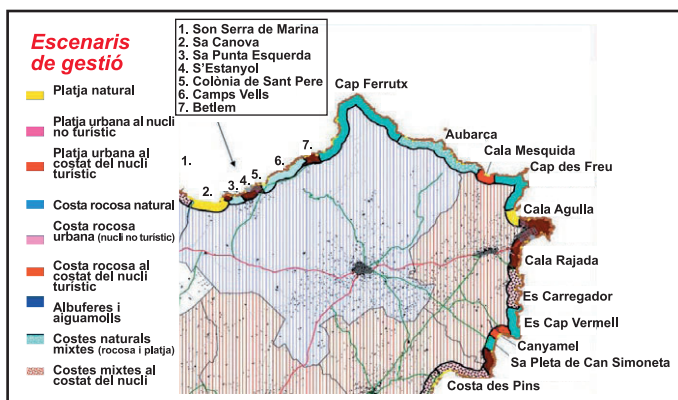 Escenaris
de gestió
Platja natural
Platja urbana al nucli
no turístic
Platja urbana al
costat del nucli
turístic
Costa rocosa natural
Costa rocosa
urbana (nucli no turístic)
Costa rocosa al
costat del nucli
turístic
Albuferes i
aiguamolls
Costes naturals
mixtes (rocosa i platja)
Costes mixtes al
costat del nucli
1. Son Serra de Marina
2. Sa Canova
3. Sa Punta Esquerda
4. S'Estanyol
5. Colònia de Sant Pere
6. Camps Vells
7. Betlem
1.
2.
3.
4.
5.
6.
7.
Cap Ferrutx
Aubarca
Cala Mesquida
Cap des Freu
Cala Agulla
Cala Rajada
Es Carregador
Es Cap Vermell
Canyamel
Sa Pleta de Can Simoneta
Costa des Pins